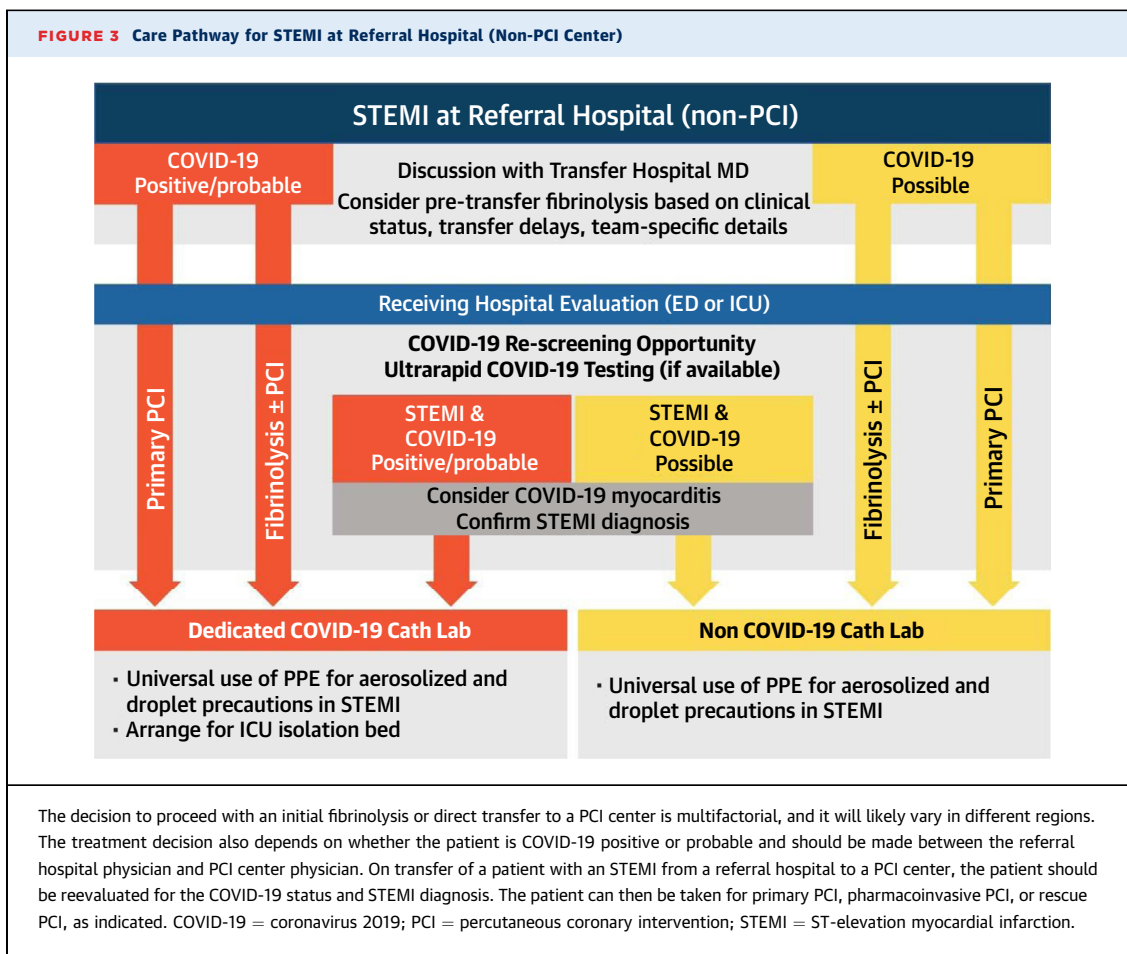 FIGURE 3 Care Pathway for STEMI at Referral Hospital (Non-PCI Center)
STEMI at Referral Hospital (non-PCI)
COVID-19
Positive/probable
Discussion with Transfer Hospital MD
Consider pre-transfer fibrinolysis based on clinical
status, transfer delays, team-specific details
COVID-19
Possible
Receiving Hospital Evaluation (ED or ICU)
COVID-19 Re-screening Opportunity
Ultrarapid COVID-19 Testing (if available)
Primary PCI
Fibrinolysis ± PCI
STEMI &
COVID-19
Positive/probable
STEMI &
COVID-19
Possible
Consider COVID-19 myocarditis
Confirm STEMI diagnosis
Fibrinolysis ± PCI
Primary PCI
Dedicated COVID-19 Cath Lab
▪ Universal use of PPE for aerosolized and
droplet precautions in STEMI
▪ Arrange for ICU isolation bed
Non COVID-19 Cath Lab
▪ Universal use of PPE for aerosolized and
droplet precautions in STEMI
The decision to proceed with an initial fibrinolysis or direct transfer to a PCI center is multifactorial, and it will likely vary in different regions.
The treatment decision also depends on whether the patient is COVID-19 positive or probable and should be made between the referral
hospital physician and PCI center physician. On transfer of a patient with an STEMI from a referral hospital to a PCI center, the patient should
be reevaluated for the COVID-19 status and STEMI diagnosis. The patient can then be taken for primary PCI, pharmacoinvasive PCI, or rescue
PCI, as indicated. COVID-19 = coronavirus 2019; PCI = percutaneous coronary intervention; STEMI = ST-elevation myocardial infarction.